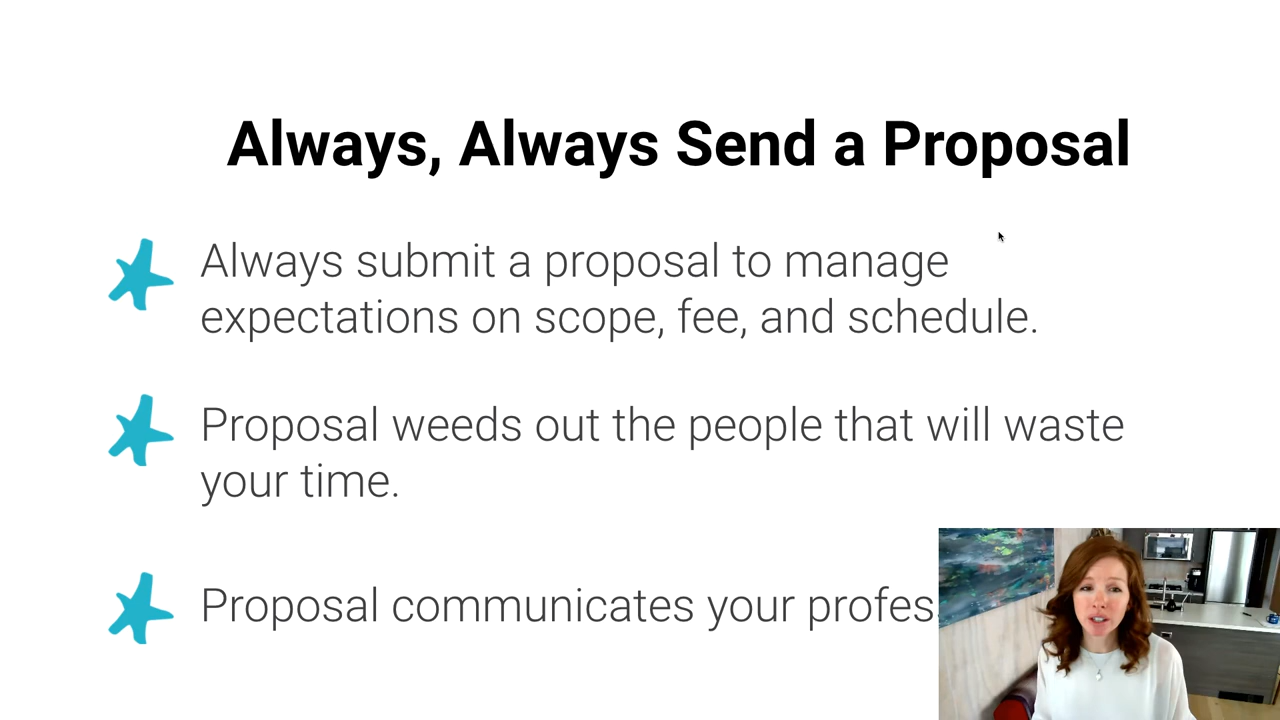 Always, Always Send a Proposal
Always submit a proposal to manage
expectations on scope, fee, and schedule.
Proposal weeds out the people that will waste
your time.
Proposal communicates your